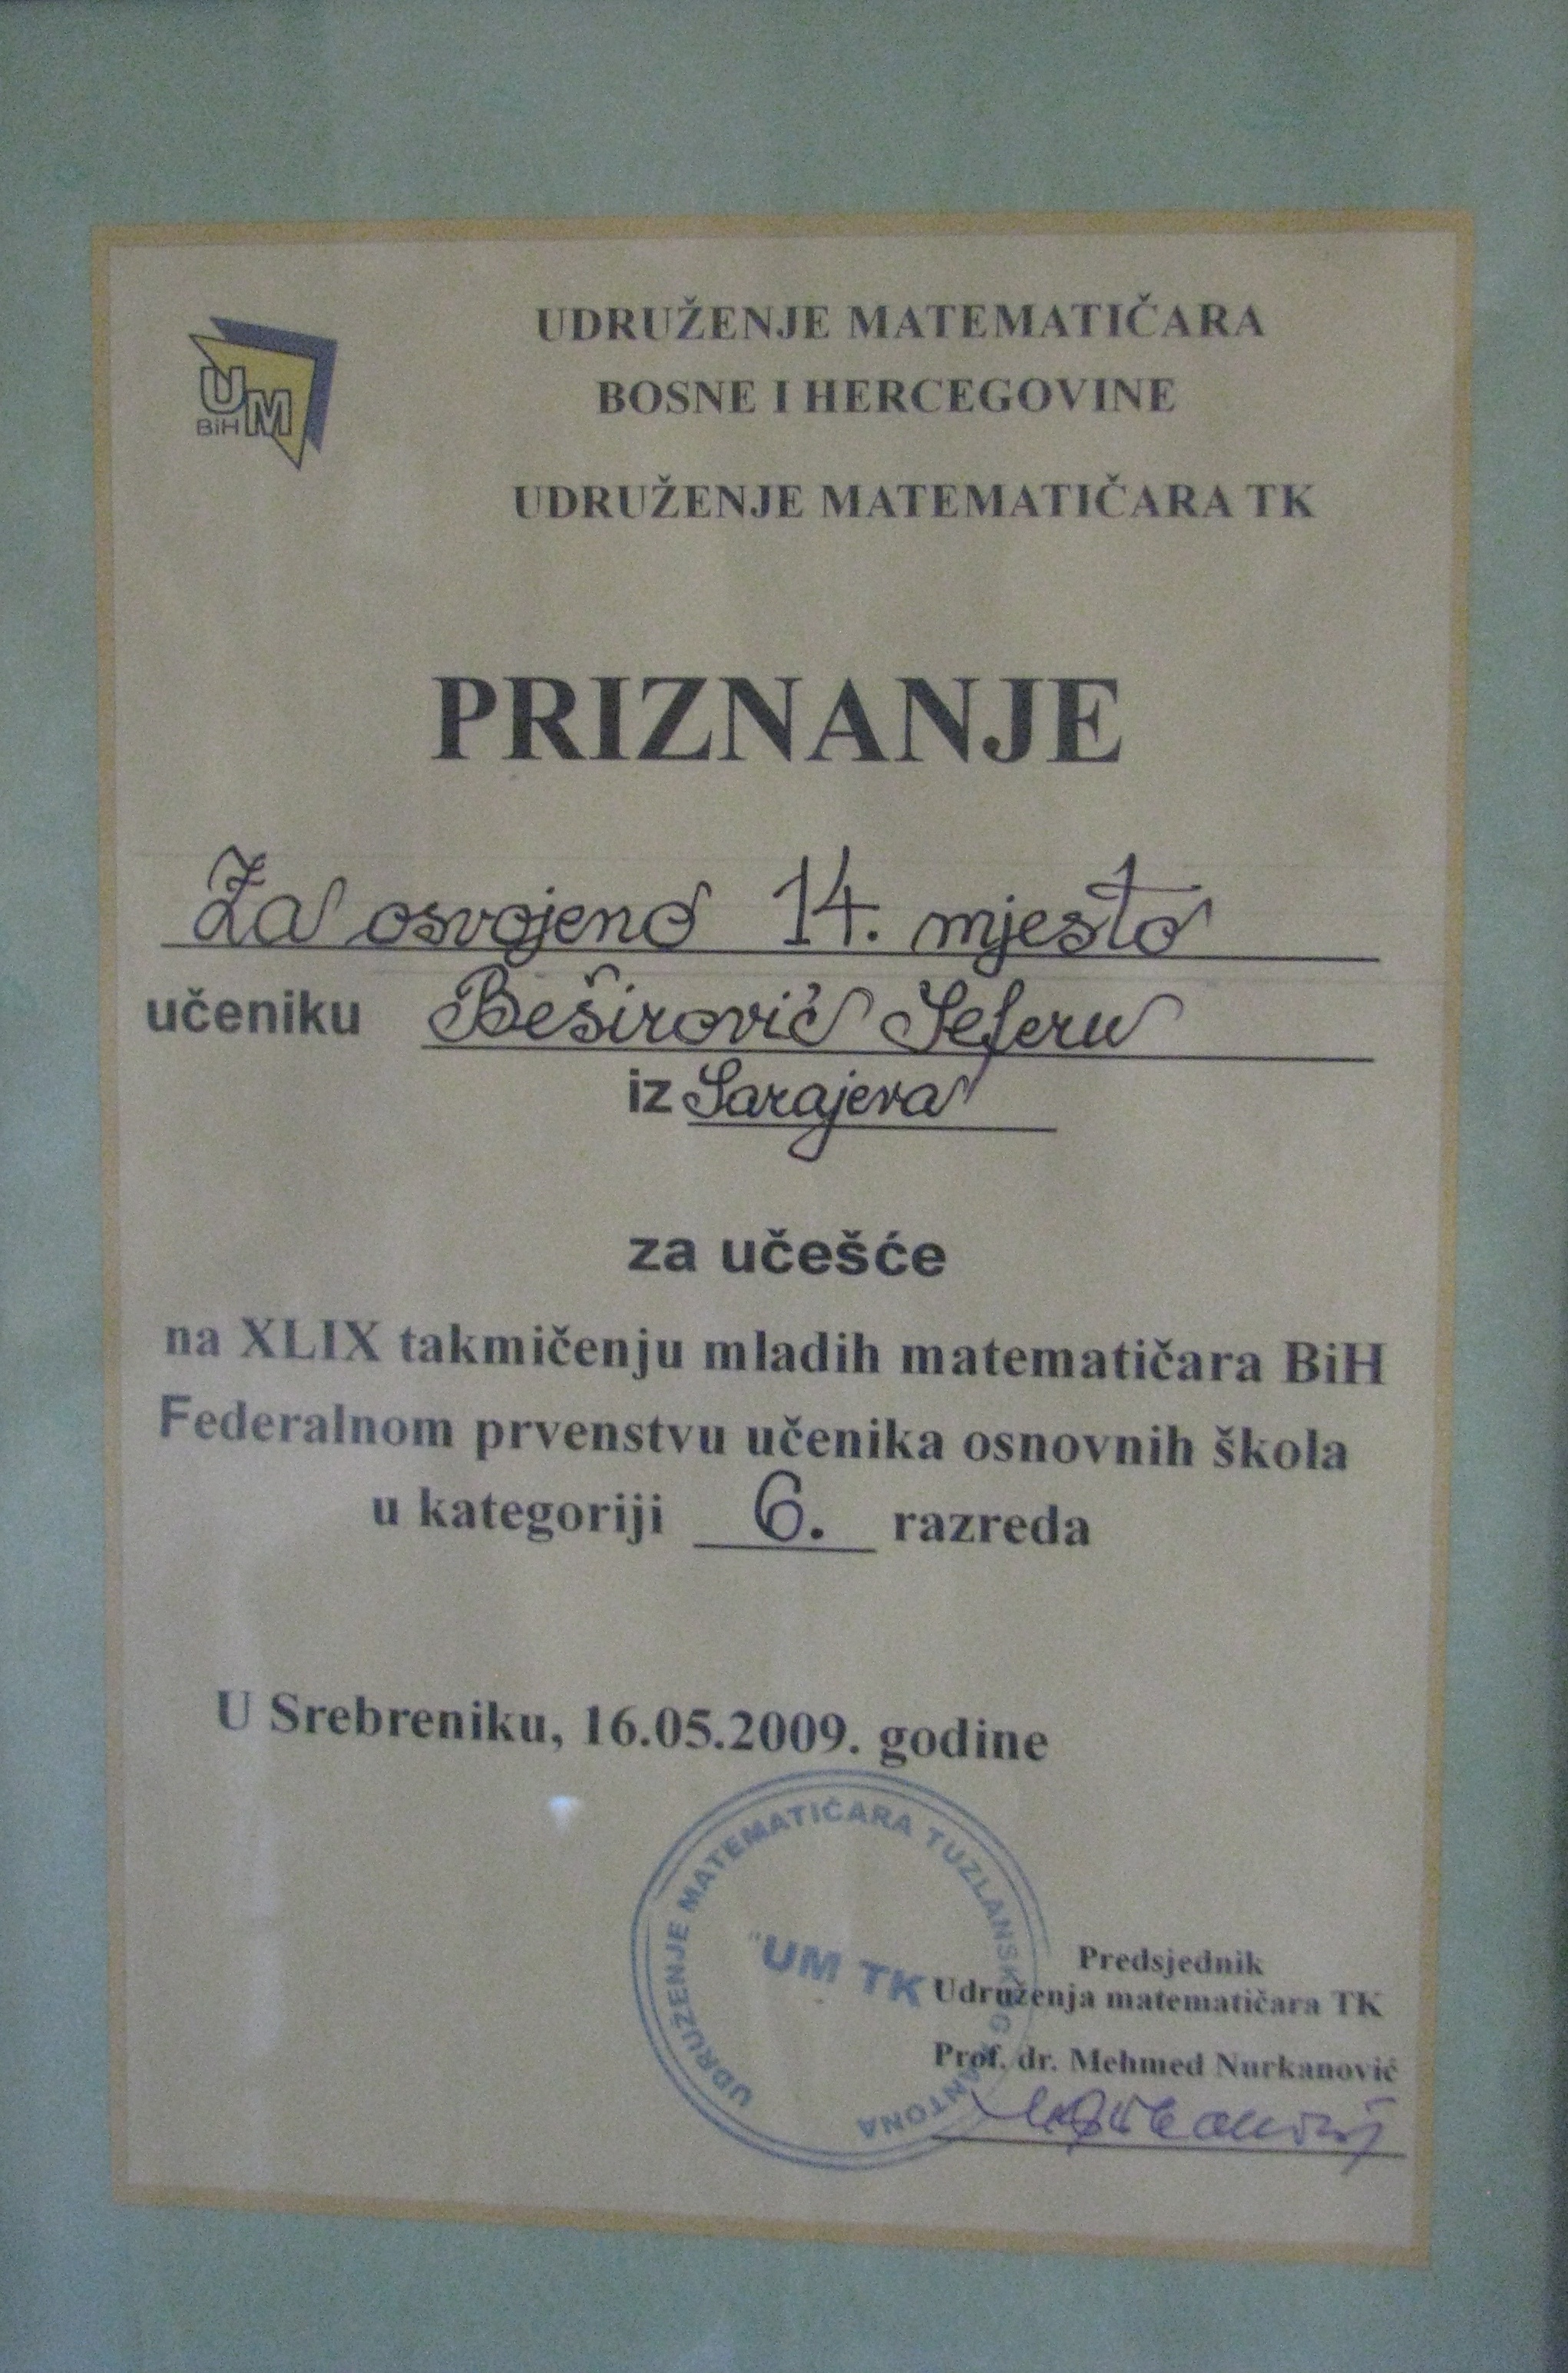 UM
BiH
UDRUŽENJE MATEMATIČARA
BOSNE I HERCEGOVINE
UDRUŽENJE MATEMATIČARA TK
PRIZNANJE
Za osvojeno 14. mjesto
učeniku Beširović Seferu
iz Sarajeva
za učešće
na XLIX takmičenju mladih matematičara BiH
Federalnom prvenstvu učenika osnovnih škola
u kategoriji 6. razreda
U Srebreniku, 16.05.2009. godine
UDRUŽENJE MATEMATIČARA TUZLANSKOG KANTONA
"UM TK
Predsjednik
Udruženja matematičara TK
Prof. dr. Mehmed Nurkanović